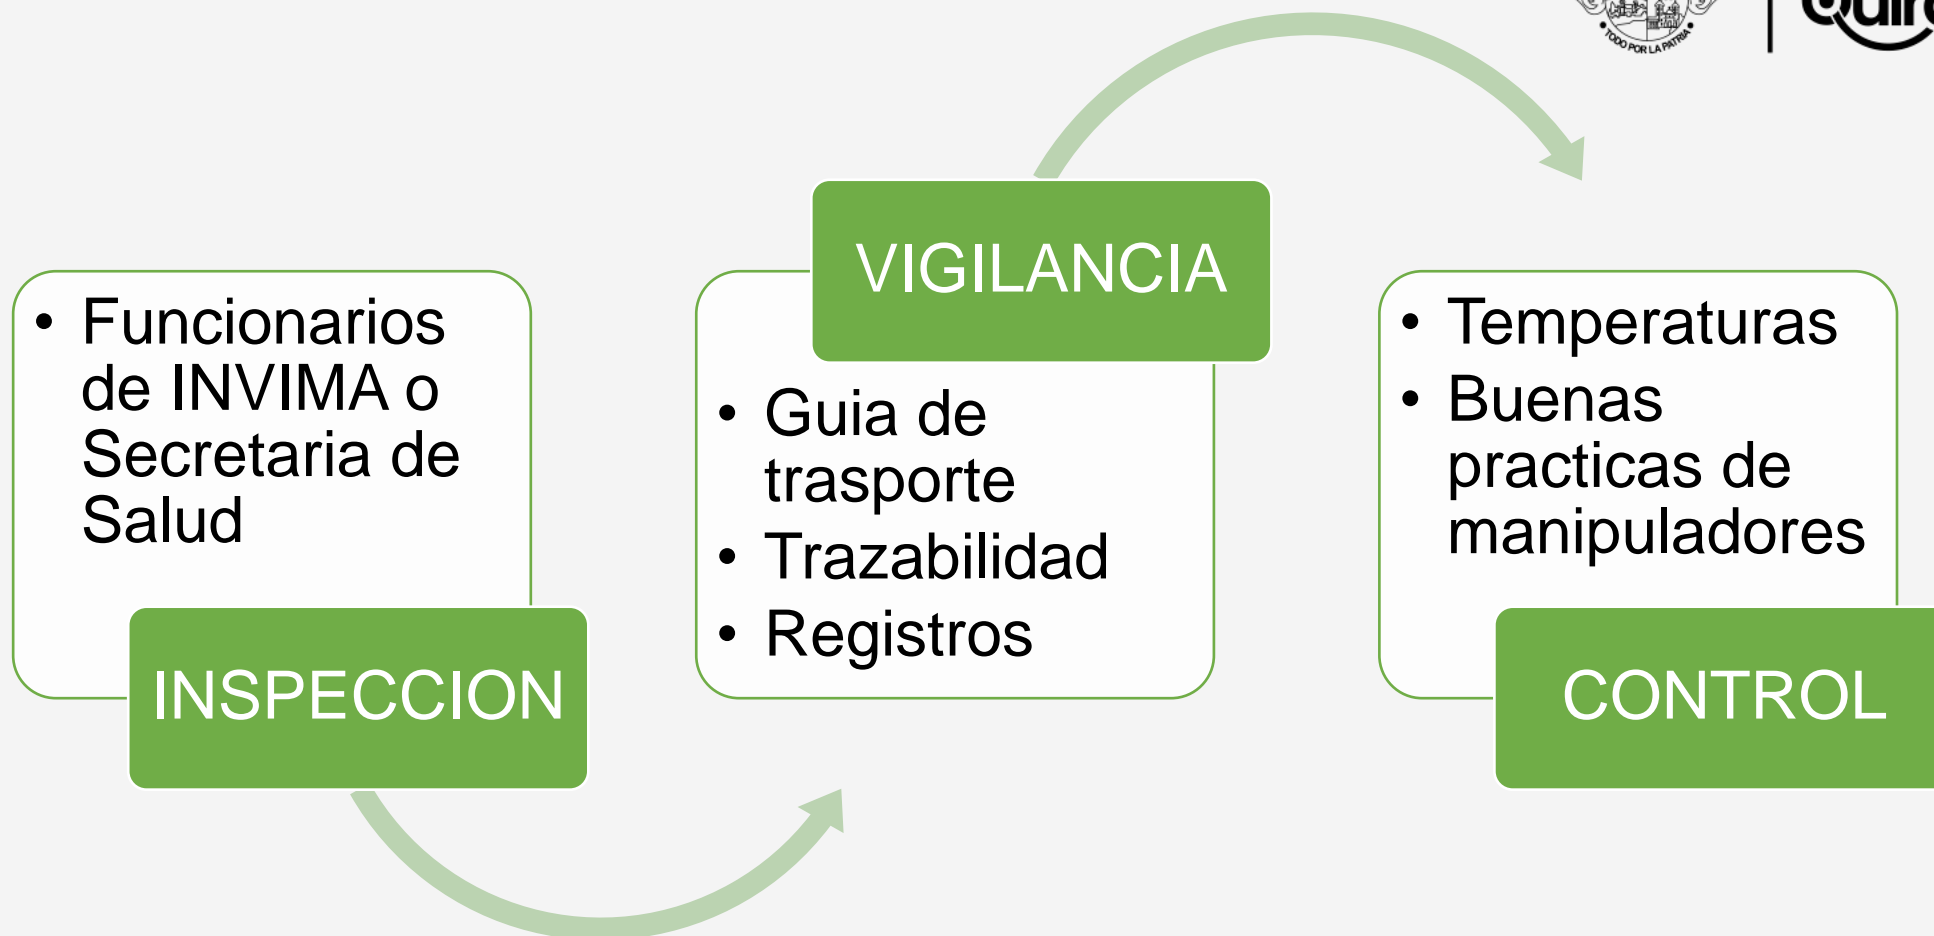 TODO POR LA PATRIA
• Funcionarios
de INVIMA o
Secretaria de
Salud
INSPECCION
VIGILANCIA
• Guia de
trasporte
• Trazabilidad
• Registros
• Temperaturas
• Buenas
practicas de
manipuladores
CONTROL